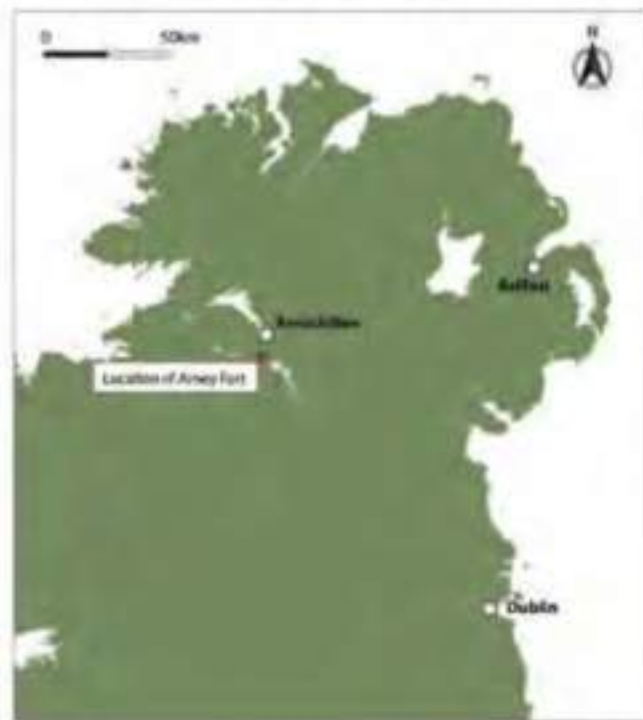 0 50km
N
Belfast
Enniskillen
Location of Arney Fort
Dublin